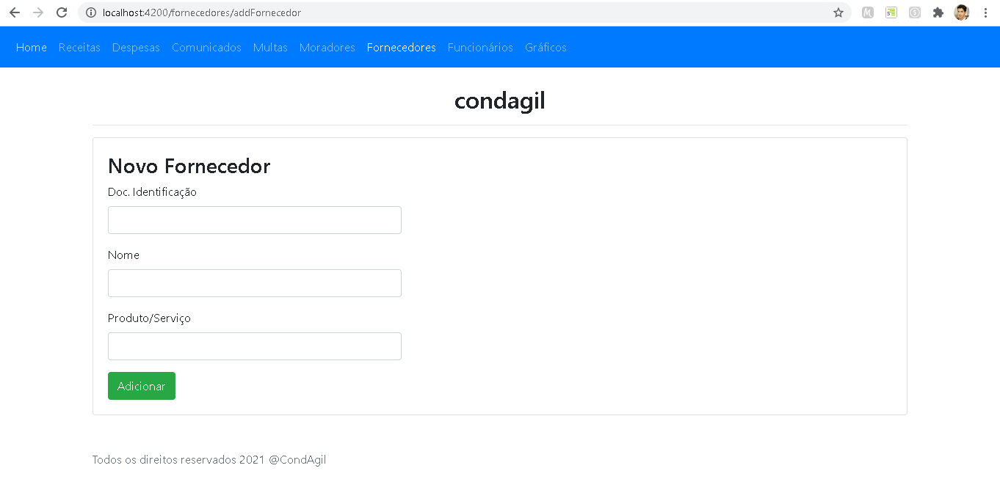 localhost:4200/fornecedores/addFornecedor
Home Receitas Despesas Comunicados Multas Moradores Fornecedores Funcionários Gráficos
condagil
Novo Fornecedor
Doc. Identificação
Nome
Produto/Serviço
Adicionar
Todos os direitos reservados 2021 @CondAgil